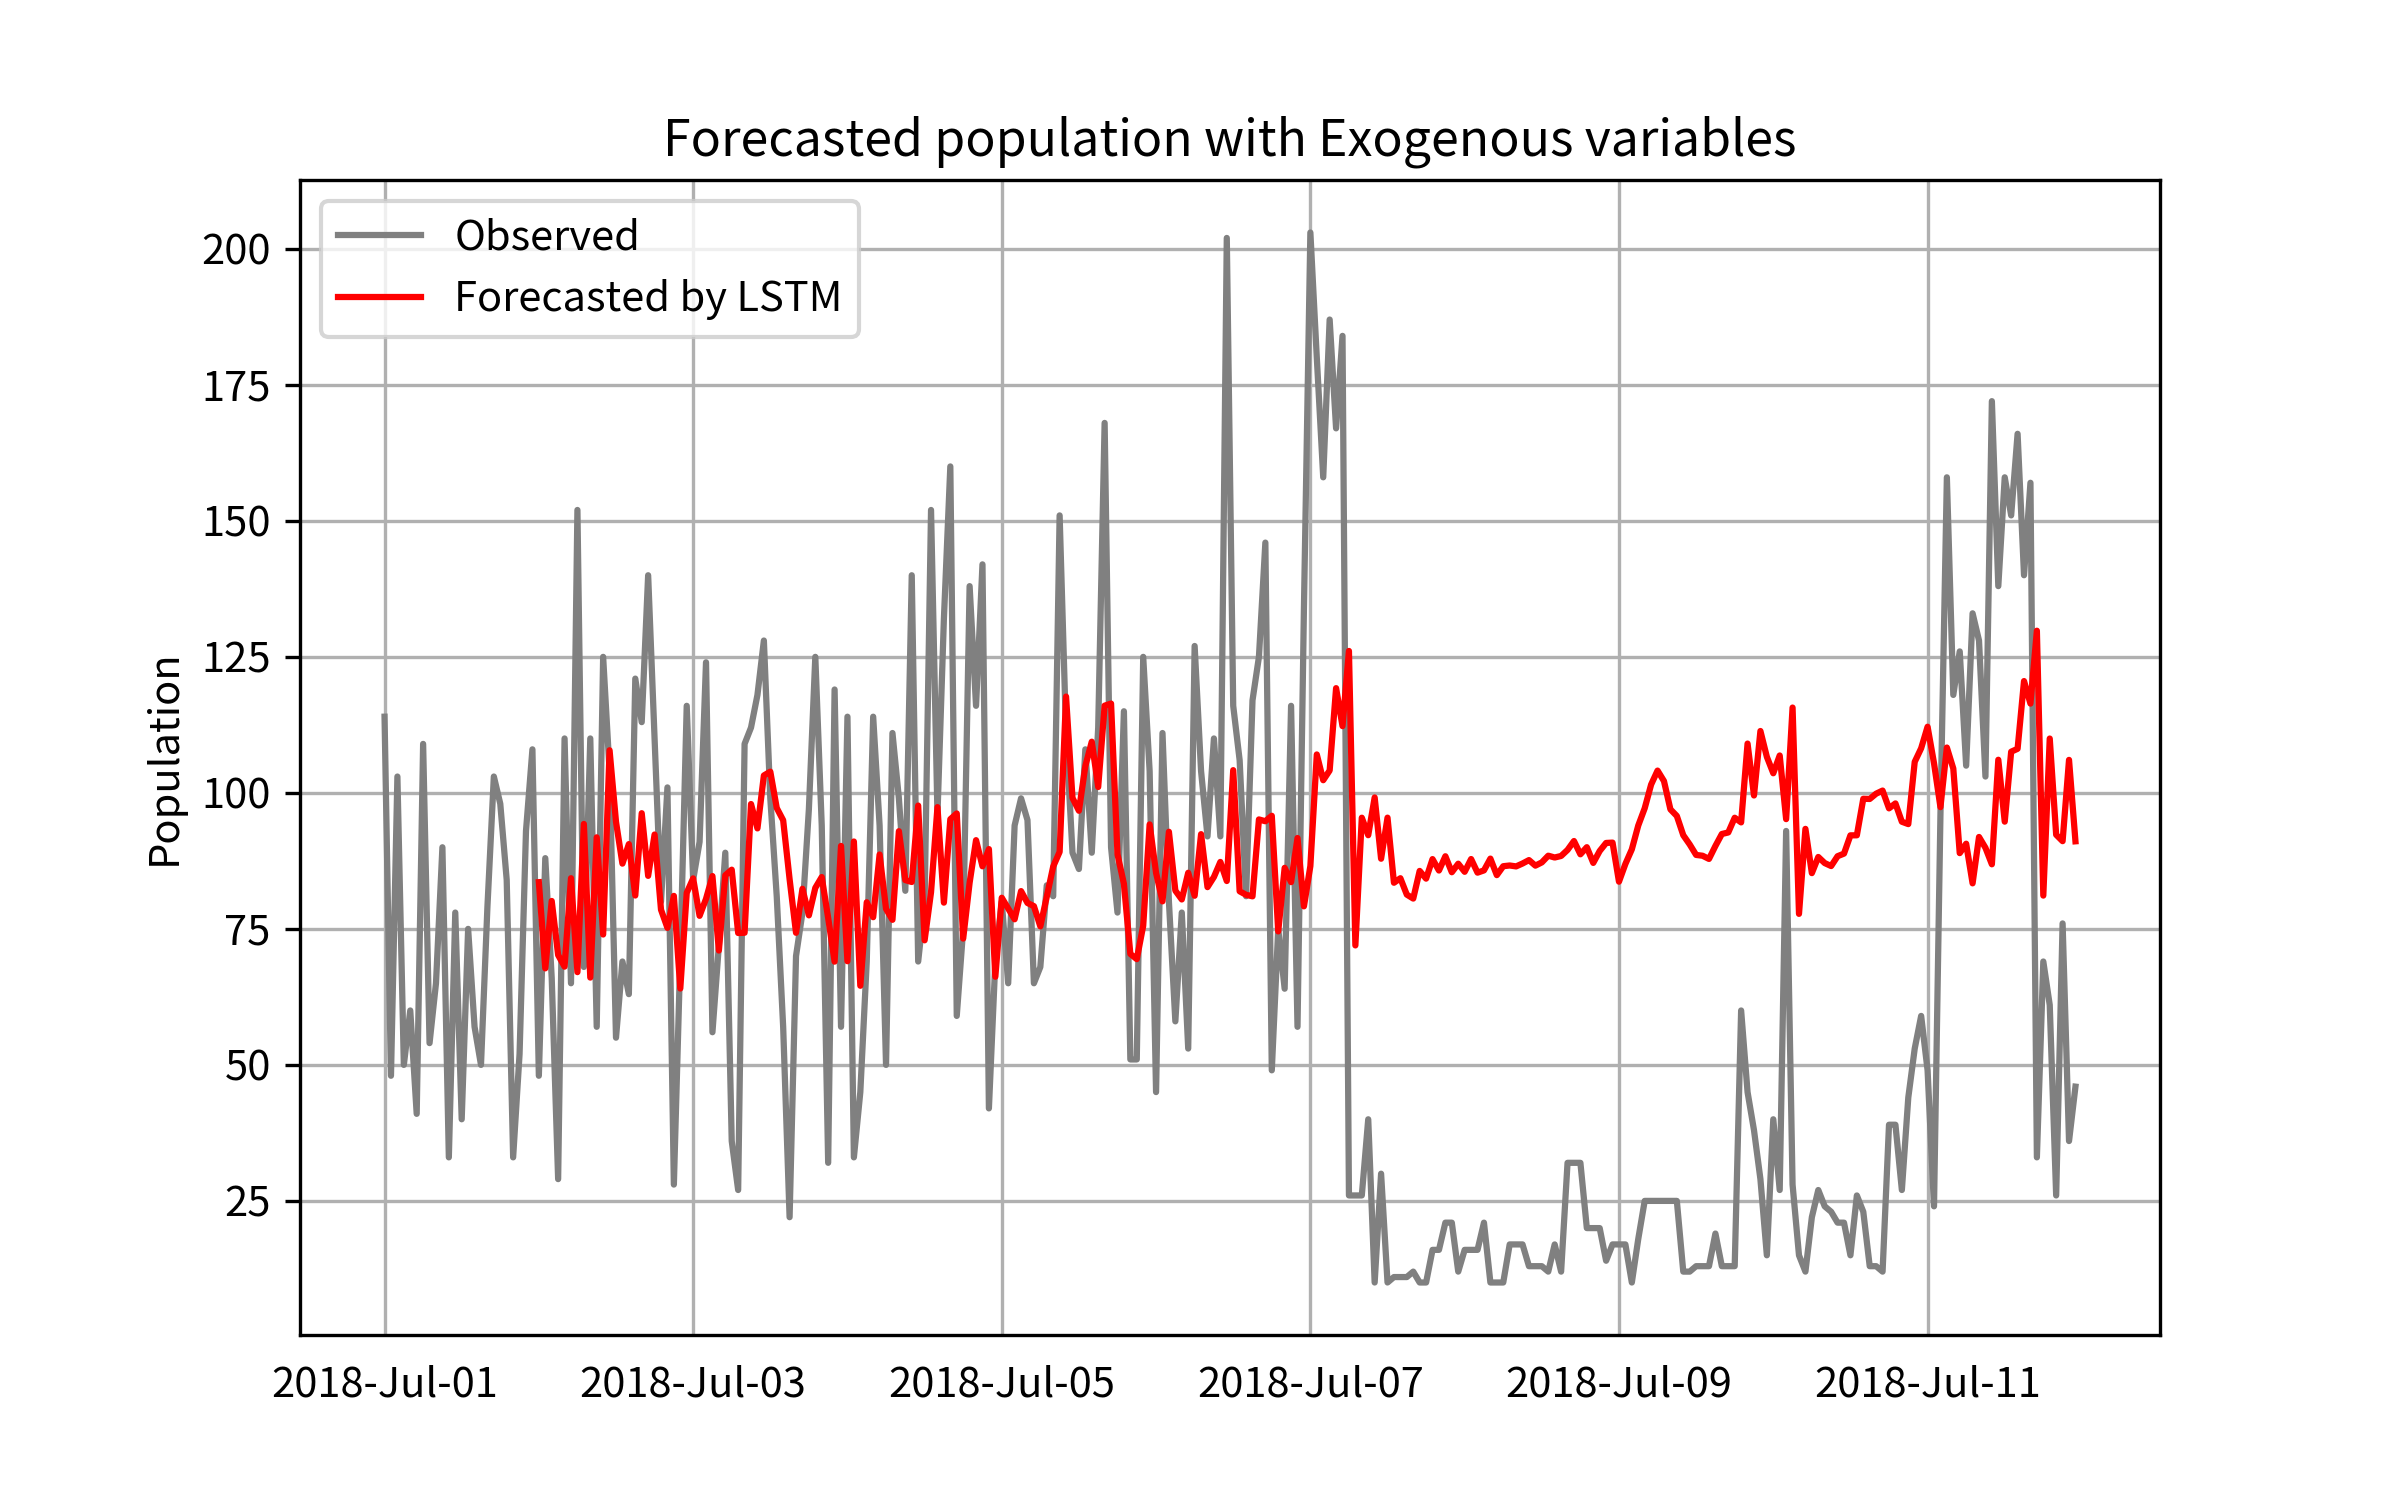 Forecasted population with Exogenous variables
Observed
Forecasted by LSTM
Population
200
175
150
125
100
75
50
25
2018-Jul-01
2018-Jul-03
2018-Jul-05
2018-Jul-07
2018-Jul-09
2018-Jul-11